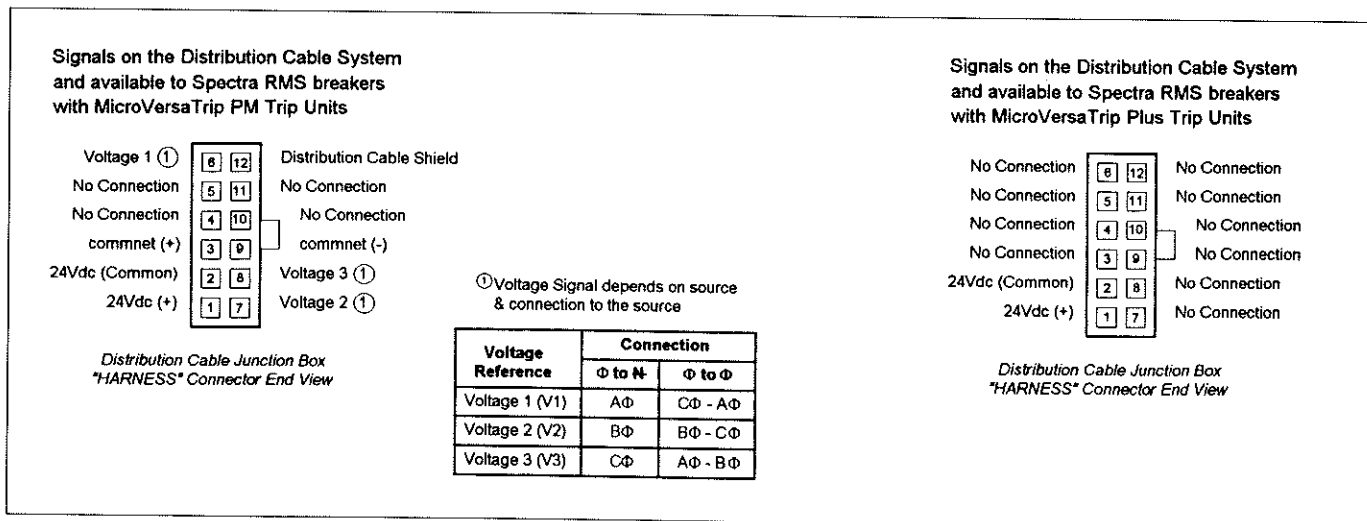 Signals on the Distribution Cable System
and available to Spectra RMS breakers
with MicroVersaTrip PM Trip Units
Voltage 1 ① 6 12 Distribution Cable Shield
No Connection 5 11 No Connection
No Connection 4 10 No Connection
commnet (+) 3 9 commnet (-)
24Vdc (Common) 2 8 Voltage 3 ①
24Vdc (+) 1 7 Voltage 2 ①
Distribution Cable Junction Box
"HARNESS" Connector End View
①Voltage Signal depends on source
& connection to the source
Voltage Reference Connection
Φ to N Φ to Φ
Voltage 1 (V1) AΦ CΦ - AΦ
Voltage 2 (V2) BΦ BΦ - CΦ
Voltage 3 (V3) CΦ AΦ - BΦ
Signals on the Distribution Cable System
and available to Spectra RMS breakers
with MicroVersaTrip Plus Trip Units
No Connection 6 12 No Connection
No Connection 5 11 No Connection
No Connection 4 10 No Connection
No Connection 3 9 No Connection
24Vdc (Common) 2 8 No Connection
24Vdc (+) 1 7 No Connection
Distribution Cable Junction Box
"HARNESS" Connector End View